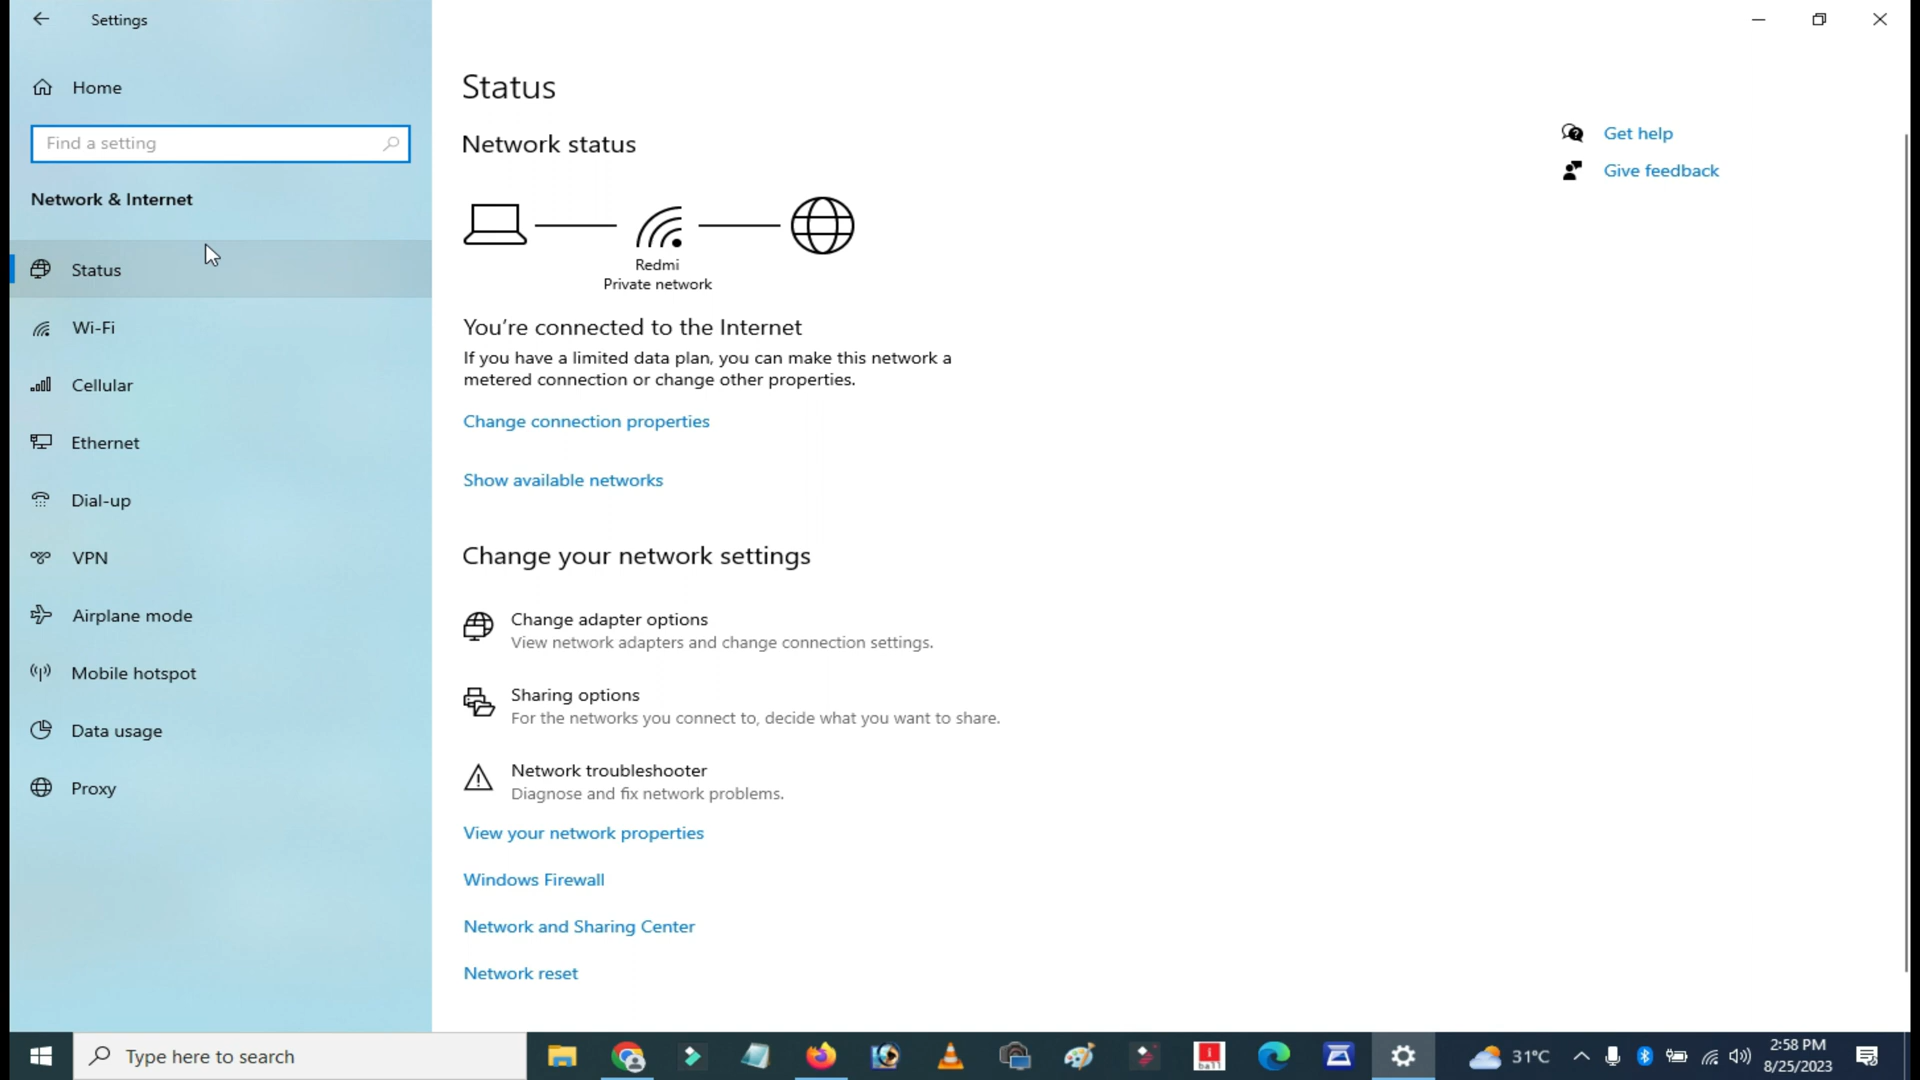 Settings
Home
Find a setting
Network & Internet
Status
Wi-Fi
Cellular
Ethernet
Dial-up
VPN
Airplane mode
Mobile hotspot
Data usage
Proxy
Status
Network status
Redmi
Private network
You’re connected to the Internet
If you have a limited data plan, you can make this network a
metered connection or change other properties.
Change connection properties
Show available networks
Change your network settings
Change adapter options
View network adapters and change connection settings.
Sharing options
For the networks you connect to, decide what you want to share.
Network troubleshooter
Diagnose and fix network problems.
View your network properties
Windows Firewall
Network and Sharing Center
Network reset
Get help
Give feedback
Type here to search
i
ball
31°C
2:58 PM
8/25/2023